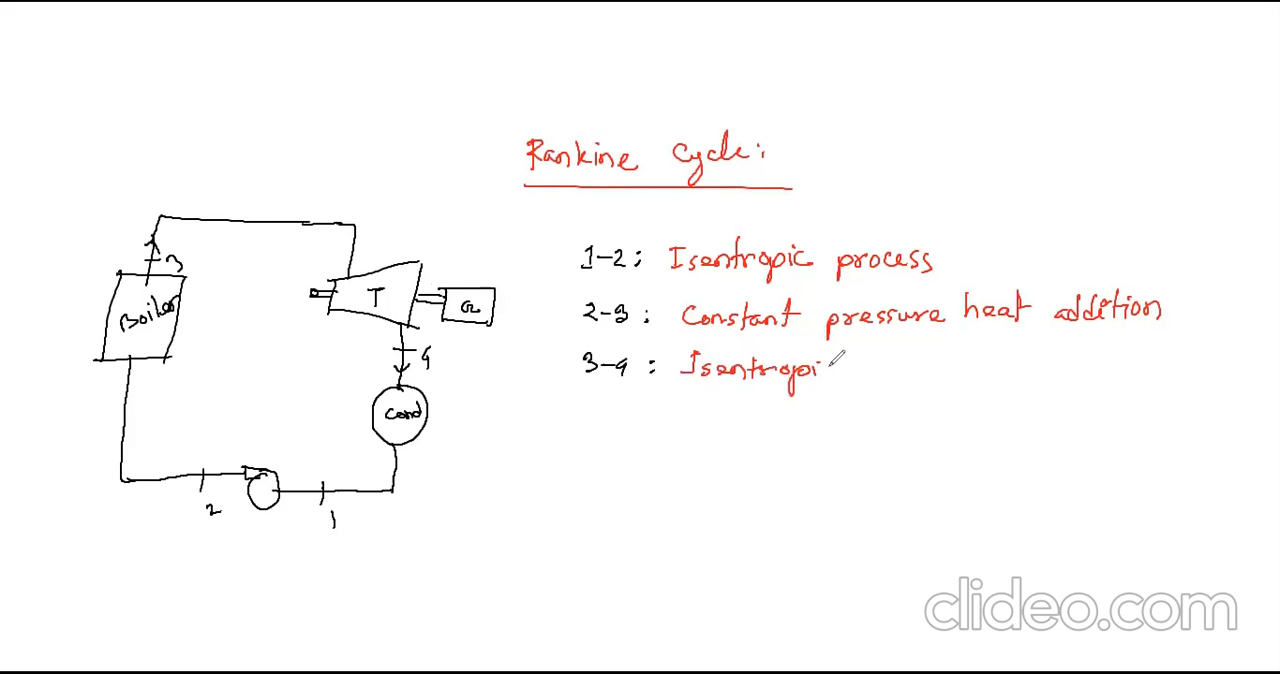 Rankine Cycle:
1-2: Isentropic process
2-3: Constant pressure heat addition
3-4: Isentropi
3
Boiler
T
G
4
Cond
2
1
clideo.com